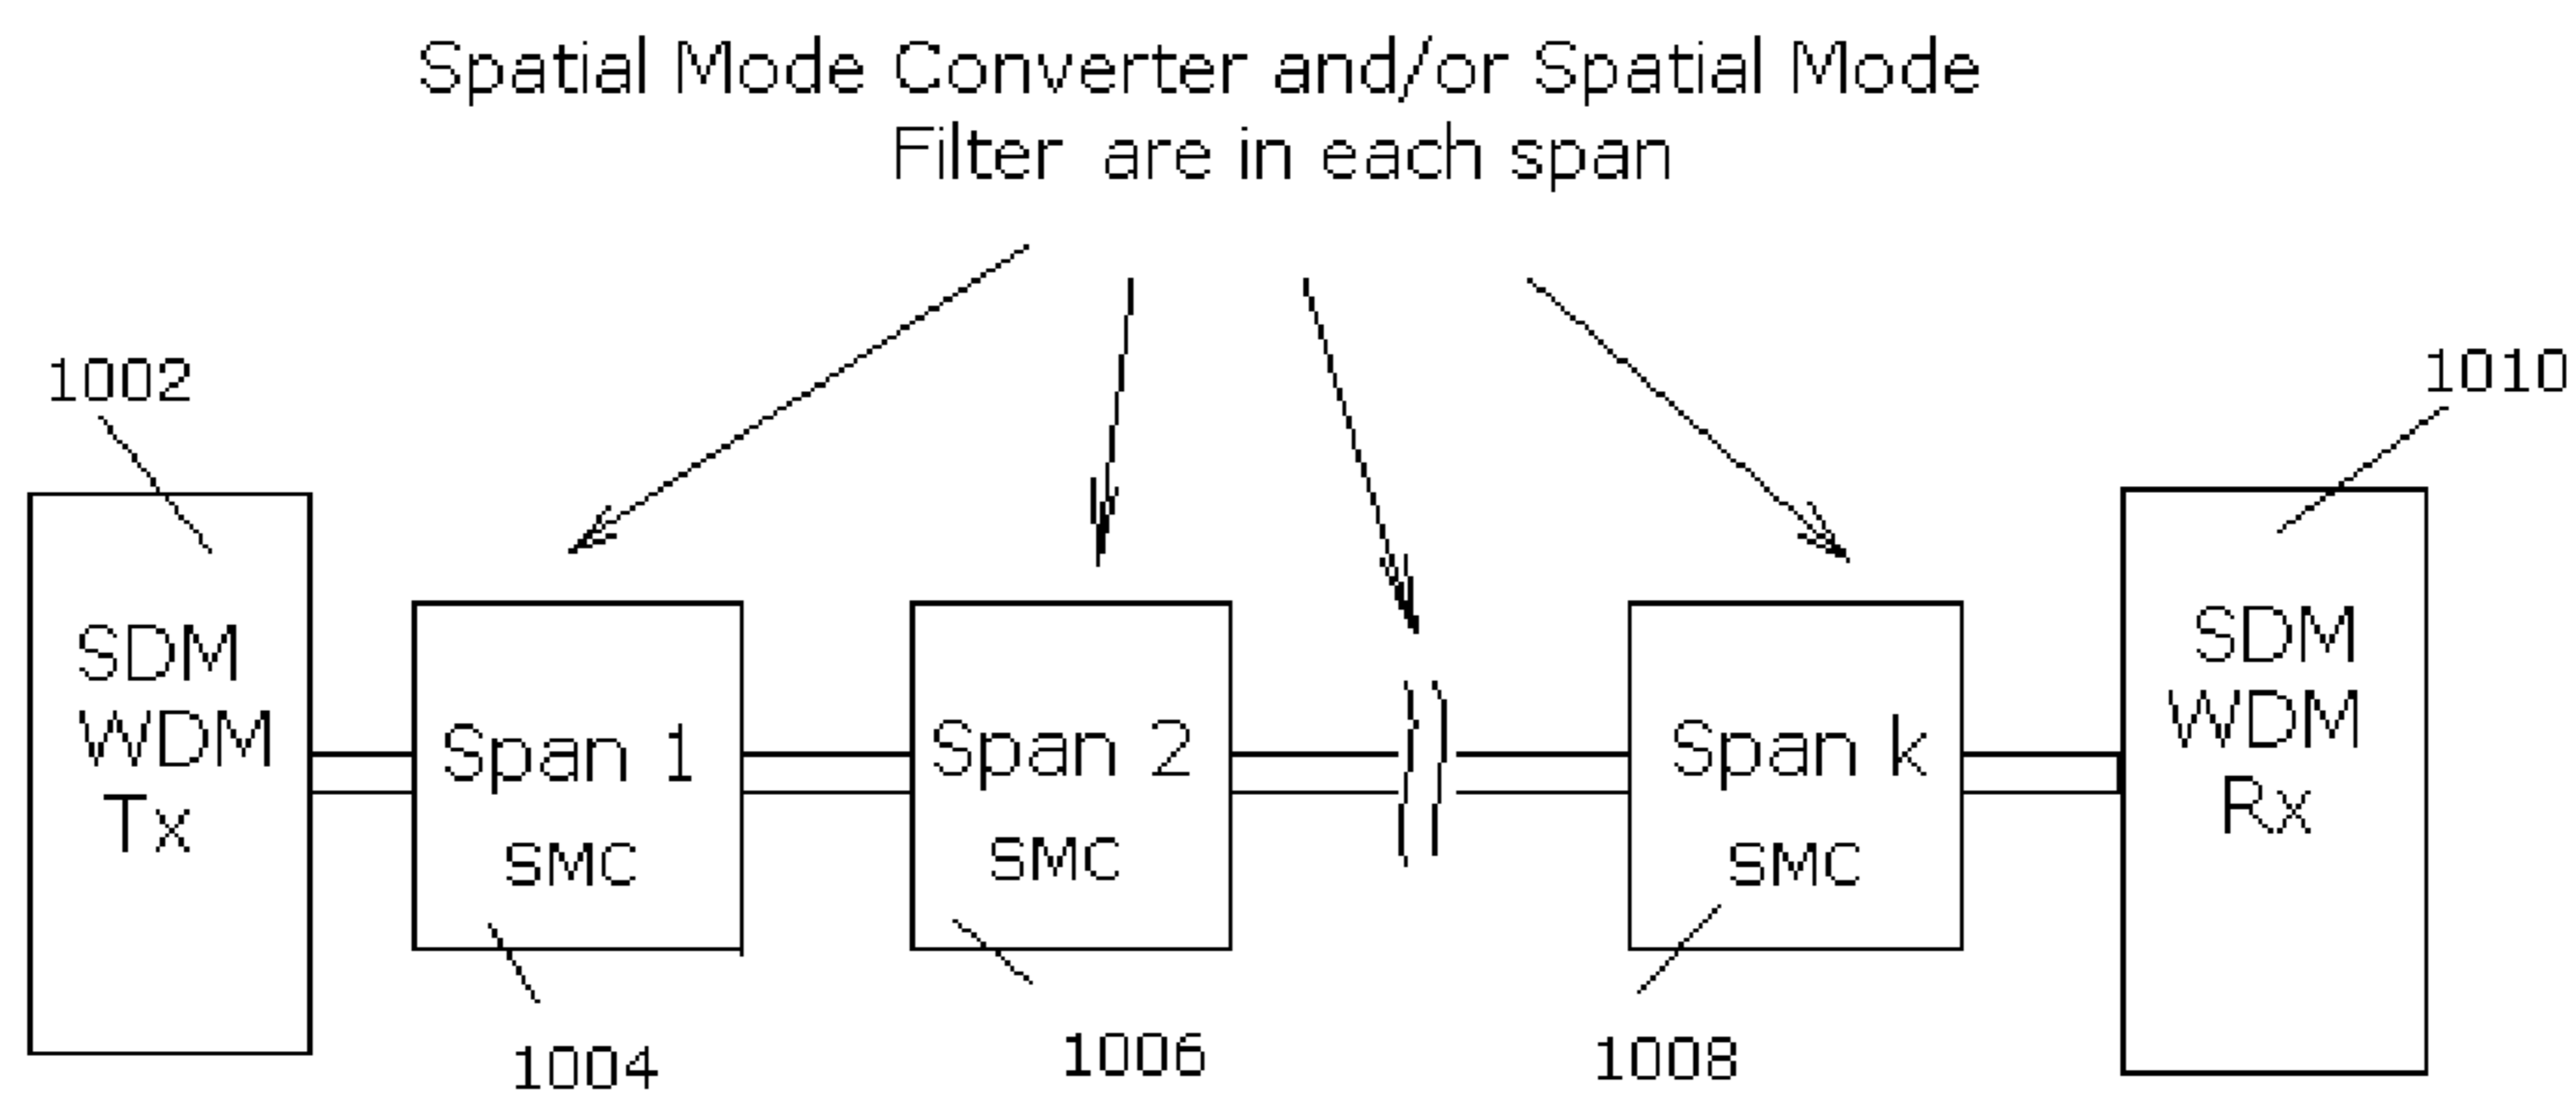 Spatial Mode Converter and/or Spatial Mode
Filter are in each span
1002
1010
SDM
WDM
Tx
Span 1
SMC
Span 2
SMC
Span k
SMC
SDM
WDM
Rx
1004
1006
1008